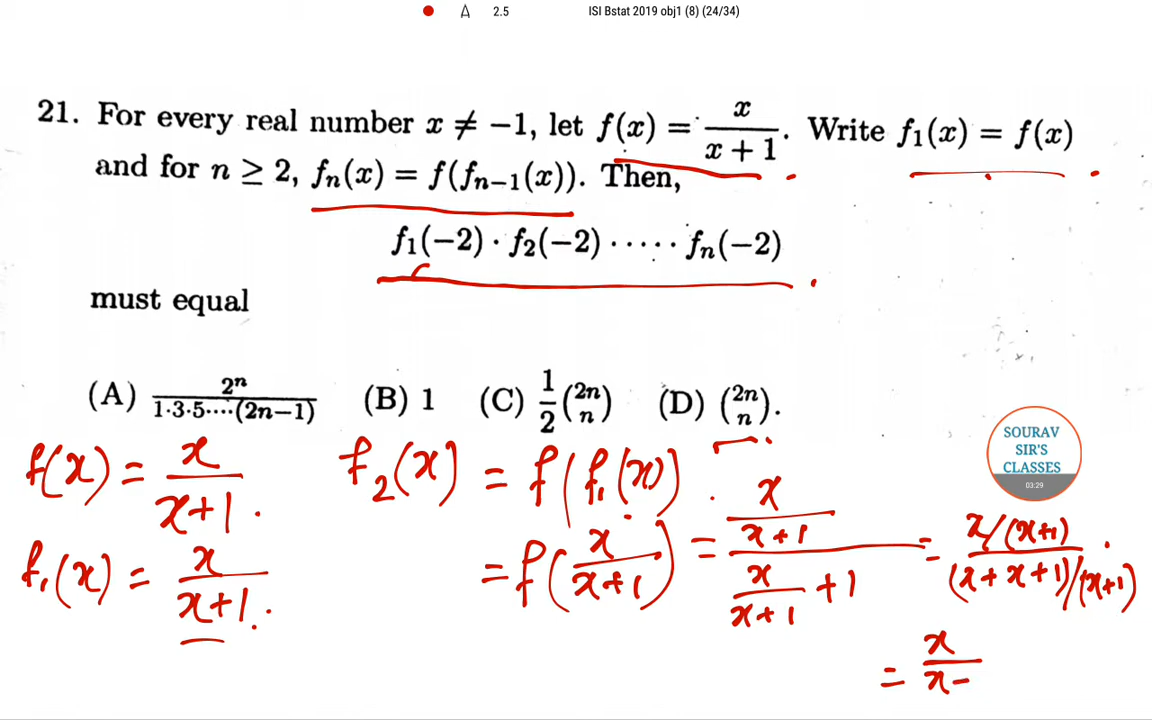 2.5 ISI Bstat 2019 obj1 (8) (24/34)
21. For every real number x ≠ −1, let f(x) = x/(x + 1). Write f₁(x) = f(x)
and for n ≥ 2, fₙ(x) = f(fₙ₋₁(x)). Then,
f₁(−2) · f₂(−2) · · · · · fₙ(−2)
must equal
(A) 2ⁿ/(1·3·5····(2n−1)) (B) 1 (C) 1/2 (2n n) (D) (2n n).
f(x) = x/(x+1). f₂(x) = f(f₁(x)).
f₁(x) = x/(x+1).
= f(x/(x+1)) = (x/(x+1))/(x/(x+1) + 1) = (x/(x+1))/((x+x+1)/(x+1)).
= x/(x−
SOURAV
SIR'S
CLASSES
03:29